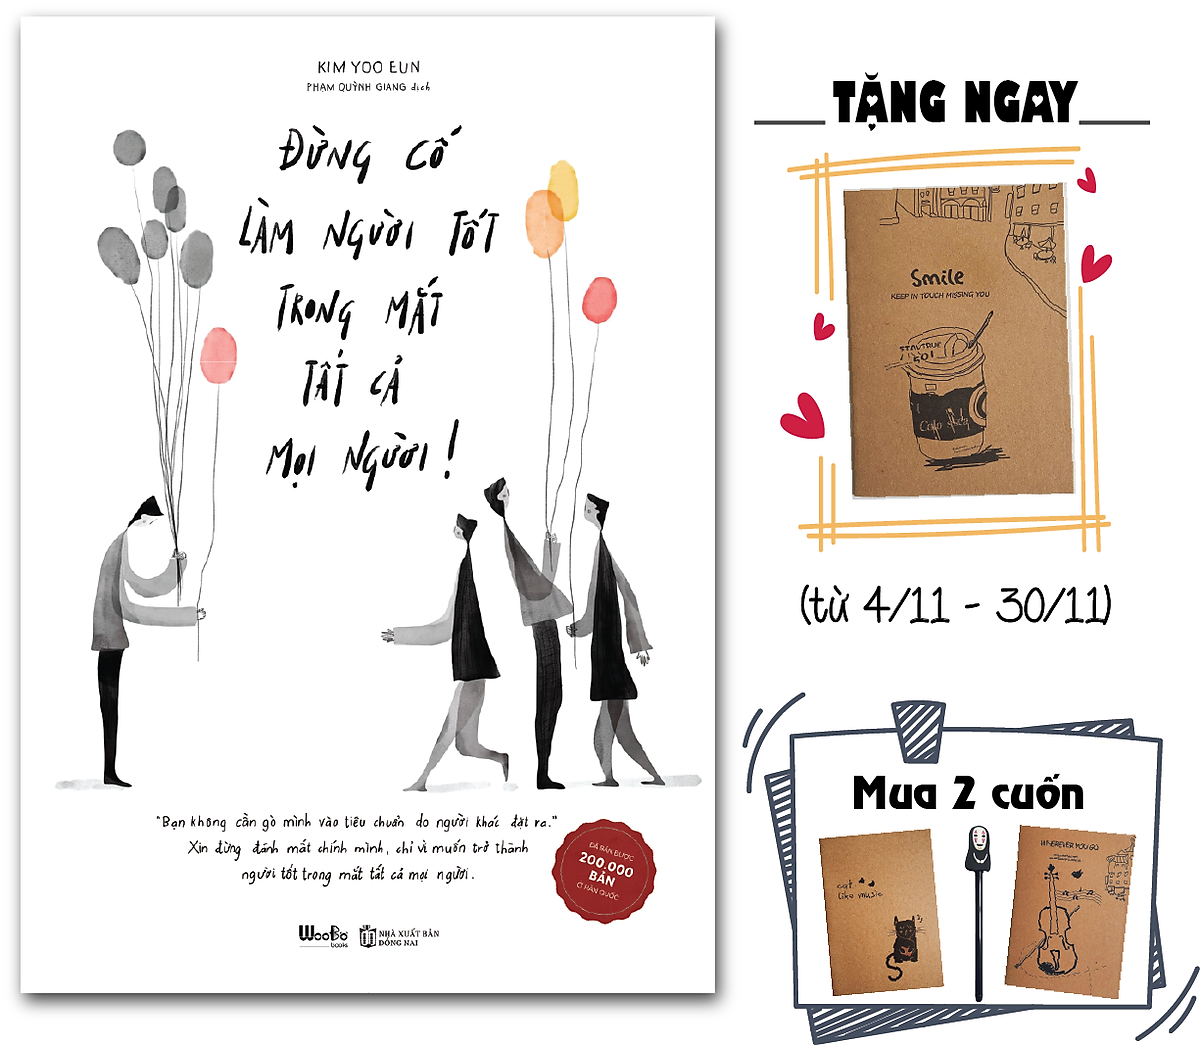 KIM YOO EUN
PHẠM QUỲNH GIANG dịch
ĐỪNG CỐ
LÀM NGƯỜI TỐT
TRONG MẮT
TẤT CẢ
MỌI NGƯỜI!
"Bạn không cần gò mình vào tiêu chuẩn do người khác đặt ra."
Xin đừng đánh mất chính mình, chỉ vì muốn trở thành
người tốt trong mắt tất cả mọi người.
ĐÃ BÁN ĐƯỢC
200.000
BẢN
Ở HÀN QUỐC
WooBo
books
NHÀ XUẤT BẢN
ĐỒNG NAI
TẶNG NGAY
Smile
KEEP IN TOUCH MISSING YOU
(từ 4/11 - 30/11)
Mua 2 cuốn
cat
like music
WHEREVER YOU GO